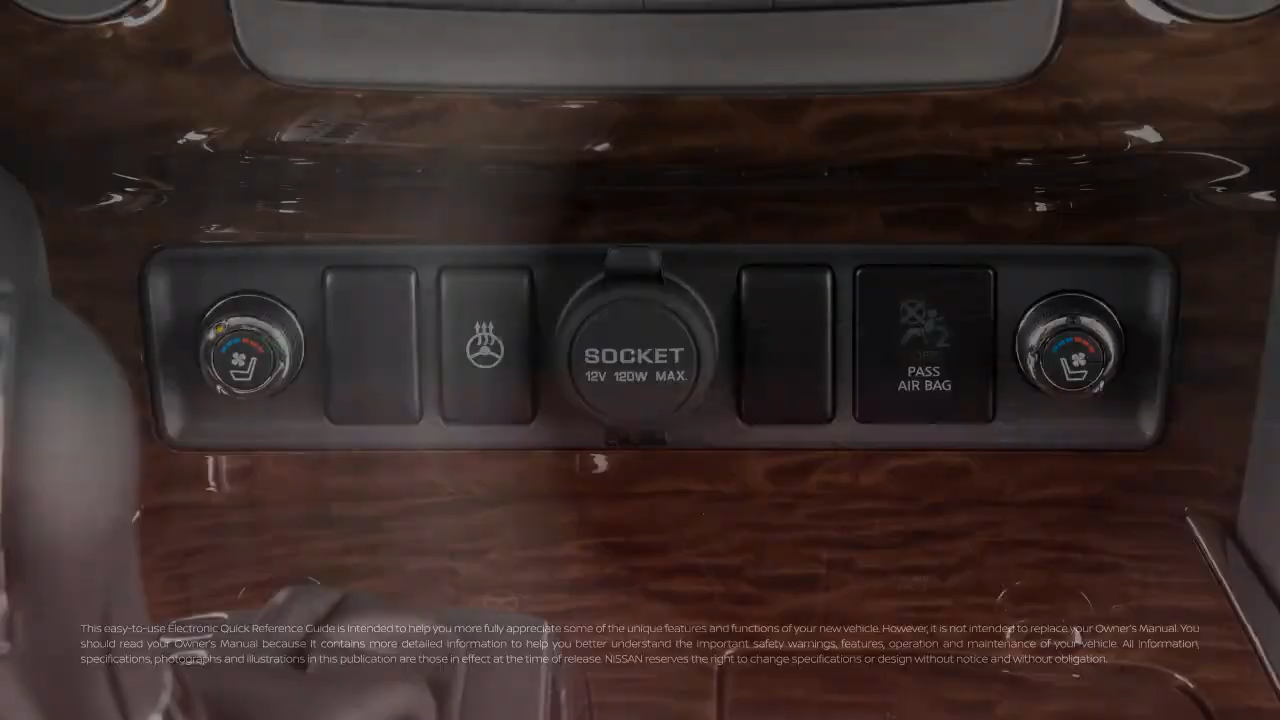 SOCKET
12V 120W MAX.
OFF
PASS
AIR BAG
This easy-to-use Electronic Quick Reference Guide is intended to help you more fully appreciate some of the unique features and functions of your new vehicle. However, it is not intended to replace your Owner's Manual. You
should read your Owner's Manual because it contains more detailed information to help you better understand the important safety warnings, features, operation and maintenance of your vehicle. All information,
specifications, photographs and illustrations in this publication are those in effect at the time of release. NISSAN reserves the right to change specifications or design without notice and without obligation.